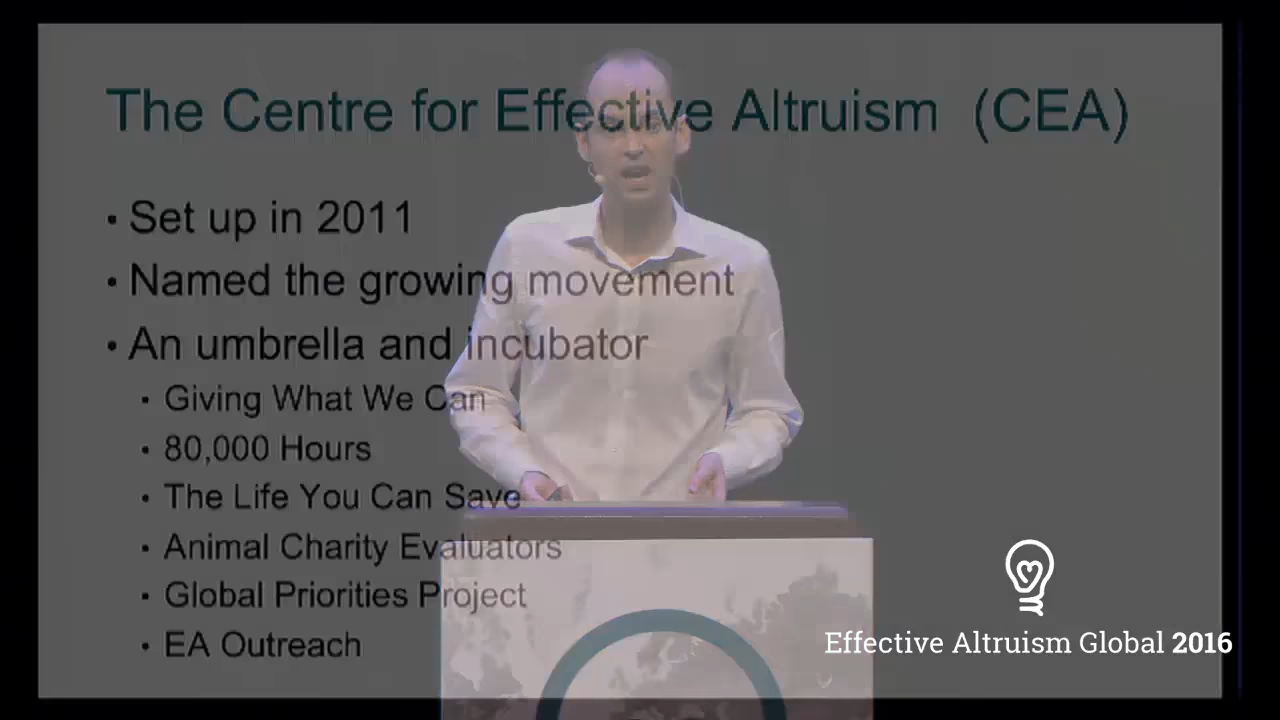 The Centre for Effective Altruism (CEA)
• Set up in 2011
• Named the growing movement
• An umbrella and incubator
• Giving What We Can
• 80,000 Hours
• The Life You Can Save
• Animal Charity Evaluators
• Global Priorities Project
• EA Outreach
Effective Altruism Global 2016